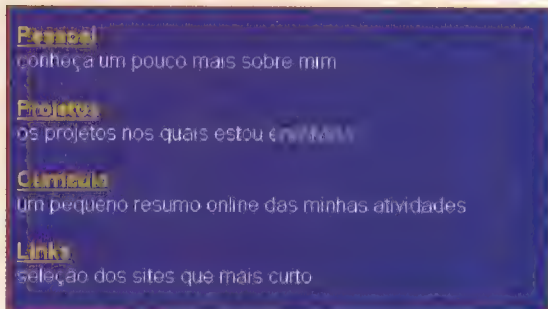 Pessoal
conheça um pouco mais sobre mim
Projetos
os projetos nos quais estou
Currículo
um pequeno resumo online das minhas atividades
Links
seleção dos sites que mais curto